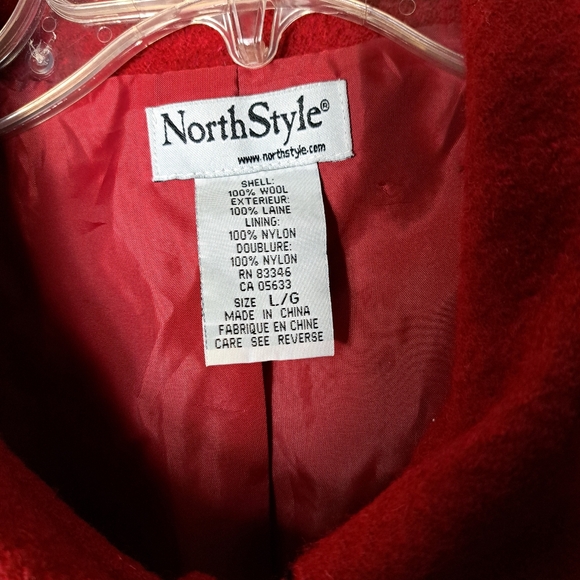 NorthStyle®
www.northstyle.com
SHELL:
100% WOOL
EXTERIEUR:
100% LAINE
LINING:
100% NYLON
DOUBLURE:
100% NYLON
RN 83346
CA 05633
SIZE L/G
MADE IN CHINA
FABRIQUE EN CHINE
CARE SEE REVERSE